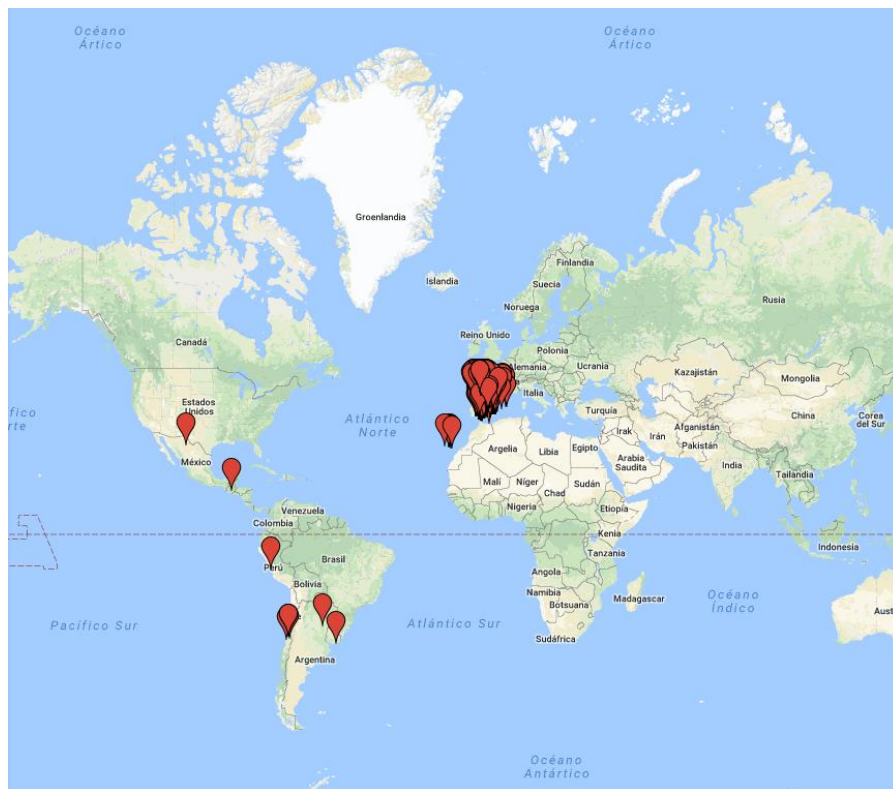 Océano
Ártico
Océano
Ártico
Groenlandia
Islandia
Finlandia
Suecia
Noruega
Rusia
Reino Unido
Canadá
Polonia
Alemania
Ucrania
Kazajistán
Mongolia
Italia
Estados
Unidos
Atlántico
Norte
Turquía
China
Corea
del Sur
Afganistán
Irak
Irán
Pakistán
Argelia
Libia
Egipto
Arabia
Saudita
México
India
Tailandia
Malí
Níger
Chad
Sudán
Nigeria
Etiopía
Venezuela
Colombia
Kenia
Indonesia
Tanzania
Perú
Brasil
Angola
Bolivia
Namibia
Botsuana
Madagascar
Océano
Índico
Pacífico Sur
Atlántico Sur
Sudáfrica
Argentina
Océano
Antártico